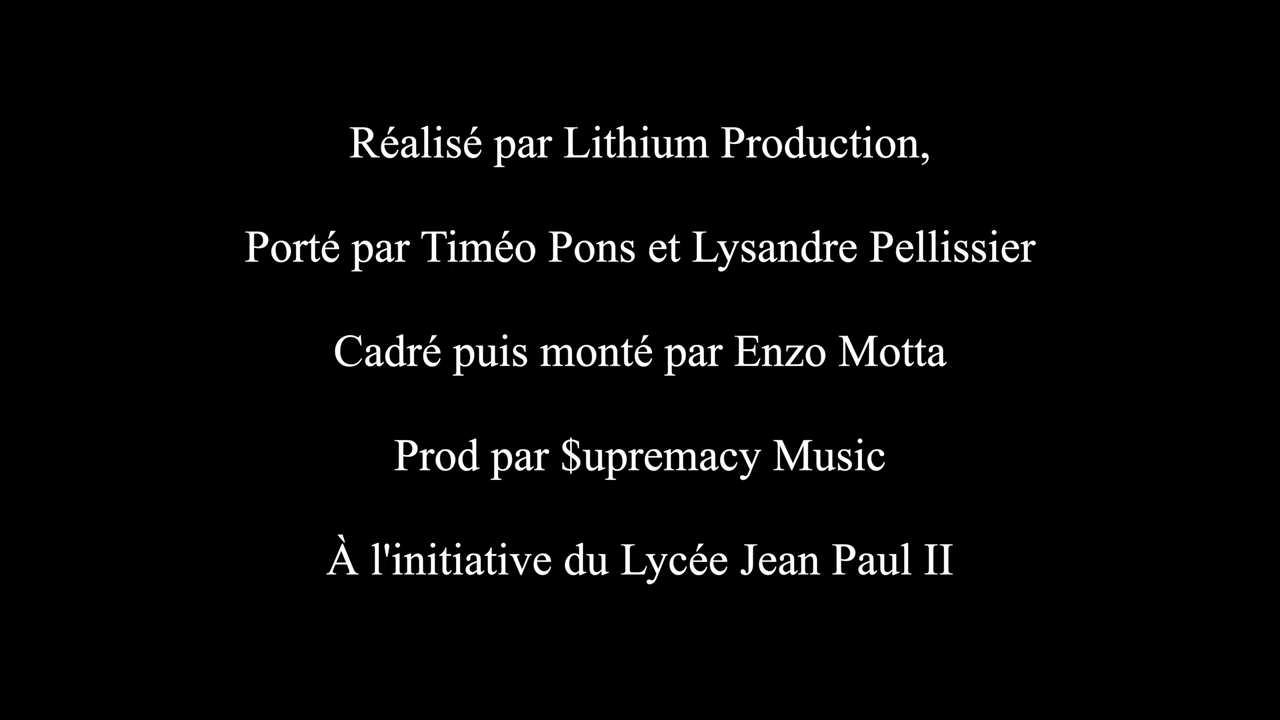 Réalisé par Lithium Production,
Porté par Timéo Pons et Lysandre Pellissier
Cadré puis monté par Enzo Motta
Prod par $upremacy Music
À l'initiative du Lycée Jean Paul II